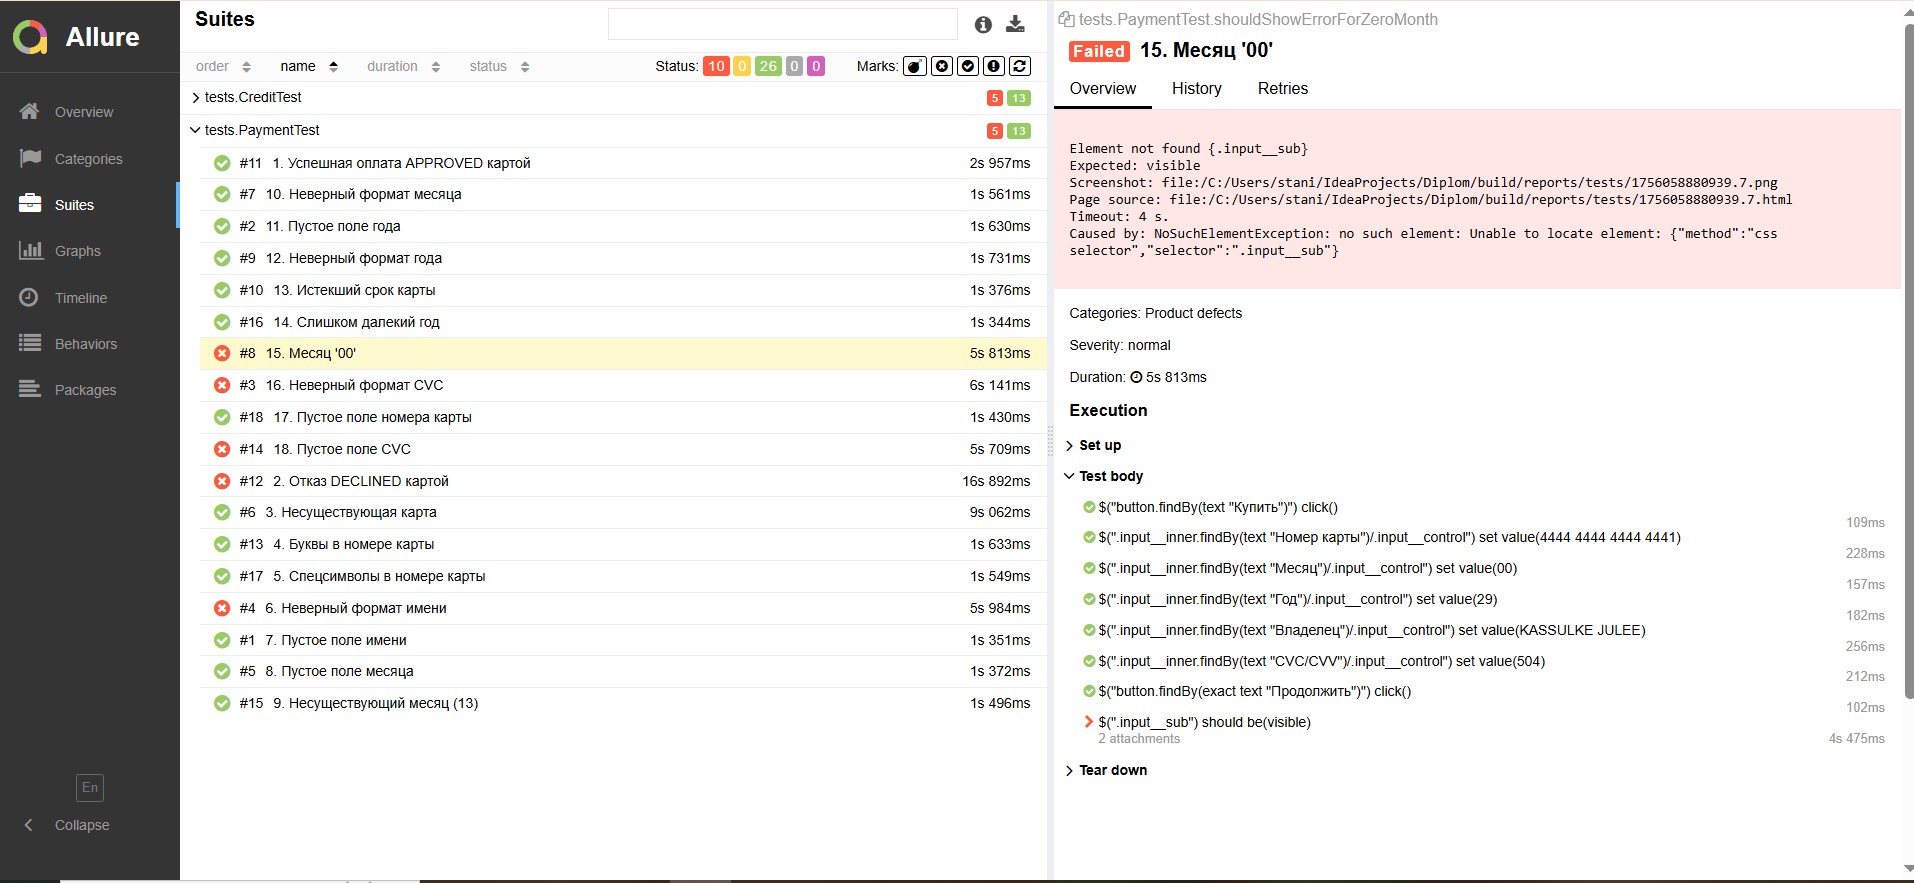 Allure
Overview
Categories
Suites
Graphs
Timeline
Behaviors
Packages
En
Collapse
Suites
order name duration status Status: 10 0 26 0 0 Marks:
tests.CreditTest 5 13
tests.PaymentTest 5 13
#11 1. Успешная оплата APPROVED картой 2s 957ms
#7 10. Неверный формат месяца 1s 561ms
#2 11. Пустое поле года 1s 630ms
#9 12. Неверный формат года 1s 731ms
#10 13. Истекший срок карты 1s 376ms
#16 14. Слишком далекий год 1s 344ms
#8 15. Месяц '00' 5s 813ms
#3 16. Неверный формат CVC 6s 141ms
#18 17. Пустое поле номера карты 1s 430ms
#14 18. Пустое поле CVC 5s 709ms
#12 2. Отказ DECLINED картой 16s 892ms
#6 3. Несуществующая карта 9s 062ms
#13 4. Буквы в номере карты 1s 633ms
#17 5. Спецсимволы в номере карты 1s 549ms
#4 6. Неверный формат имени 5s 984ms
#1 7. Пустое поле имени 1s 351ms
#5 8. Пустое поле месяца 1s 372ms
#15 9. Несуществующий месяц (13) 1s 496ms
tests.PaymentTest.shouldShowErrorForZeroMonth
Failed 15. Месяц '00'
Overview History Retries
Element not found {.input__sub}
Expected: visible
Screenshot: file:/C:/Users/stani/IdeaProjects/Diplom/build/reports/tests/1756058880939.7.png
Page source: file:/C:/Users/stani/IdeaProjects/Diplom/build/reports/tests/1756058880939.7.html
Timeout: 4 s.
Caused by: NoSuchElementException: no such element: Unable to locate element: {"method":"css
selector","selector":".input__sub"}
Categories: Product defects
Severity: normal
Duration: 5s 813ms
Execution
Set up
Test body
$("button.findBy(text "Купить")") click()
109ms
$(".input__inner.findBy(text "Номер карты")/.input__control") set value(4444 4444 4444 4441)
228ms
$(".input__inner.findBy(text "Месяц")/.input__control") set value(00)
157ms
$(".input__inner.findBy(text "Год")/.input__control") set value(29)
182ms
$(".input__inner.findBy(text "Владелец")/.input__control") set value(KASSULKE JULEE)
256ms
$(".input__inner.findBy(text "CVC/CVV")/.input__control") set value(504)
212ms
$("button.findBy(exact text "Продолжить")") click()
102ms
$(".input__sub") should be(visible)
2 attachments 4s 475ms
Tear down